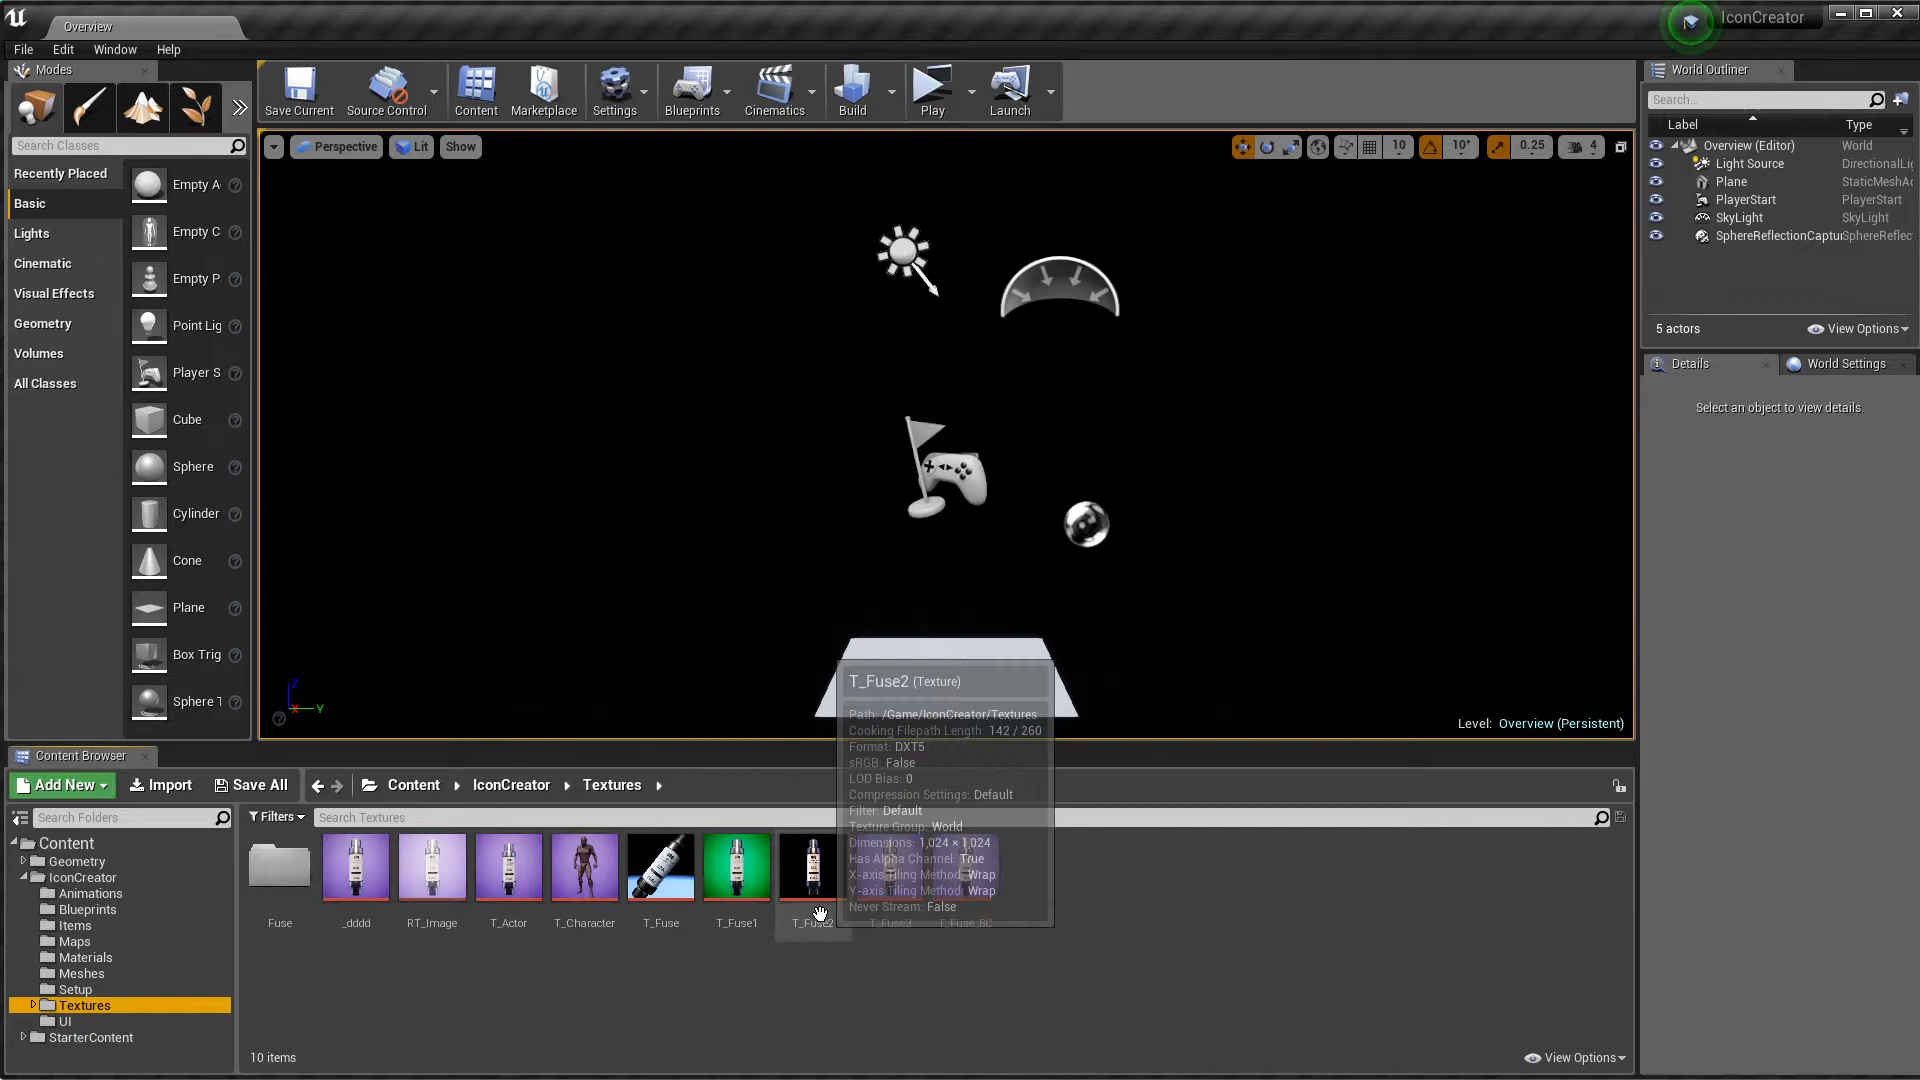 Overview
IconCreator
File Edit Window Help
Modes
Search Classes
Recently Placed
Basic
Lights
Cinematic
Visual Effects
Geometry
Volumes
All Classes
Empty A
Empty C
Empty P
Point Lig
Player S
Cube
Sphere
Cylinder
Cone
Plane
Box Trig
Sphere T
Save Current
Source Control
Content
Marketplace
Settings
Blueprints
Cinematics
Build
Play
Launch
Perspective Lit Show
10 10° 0.25 4
Z
X Y
Level: Overview (Persistent)
World Outliner
Search...
Label Type
Overview (Editor) World
Light Source DirectionalLi
Plane StaticMeshA
PlayerStart PlayerStart
SkyLight SkyLight
SphereReflectionCaptu SphereReflec
5 actors View Options
Details World Settings
Select an object to view details.
T_Fuse2 (Texture)
Path: /Game/IconCreator/Textures
Cooking Filepath Length: 142 / 260
Format: DXT5
sRGB: False
LOD Bias: 0
Compression Settings: Default
Filter: Default
Texture Group: World
Dimensions: 1,024 × 1,024
Has Alpha Channel: True
X-axis Tiling Method: Wrap
Y-axis Tiling Method: Wrap
Never Stream: False
Content Browser
Add New Import Save All Content IconCreator Textures
Search Folders
Filters Search Textures
Content
Geometry
IconCreator
Animations
Blueprints
Items
Maps
Materials
Meshes
Setup
Textures
UI
StarterContent
Fuse _dddd RT_Image T_Actor T_Character T_Fuse T_Fuse1 T_Fuse2 T_Fuse3 T_Fuse_BC
10 items View Options